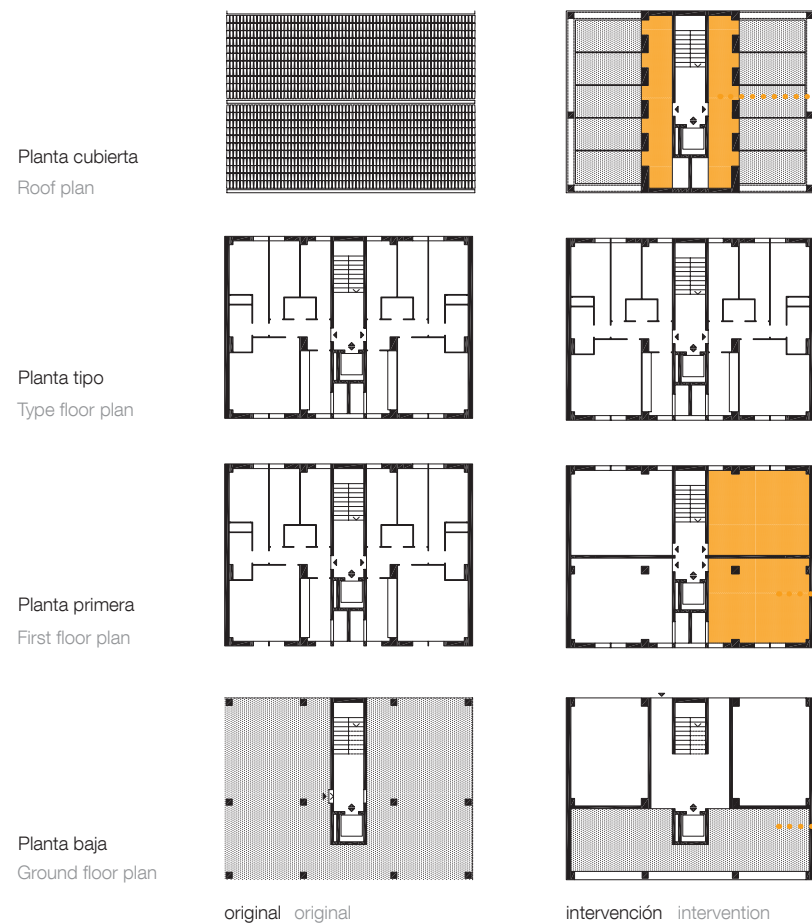 Planta cubierta
Roof plan
Planta tipo
Type floor plan
Planta primera
First floor plan
Planta baja
Ground floor plan
original original
intervención intervention